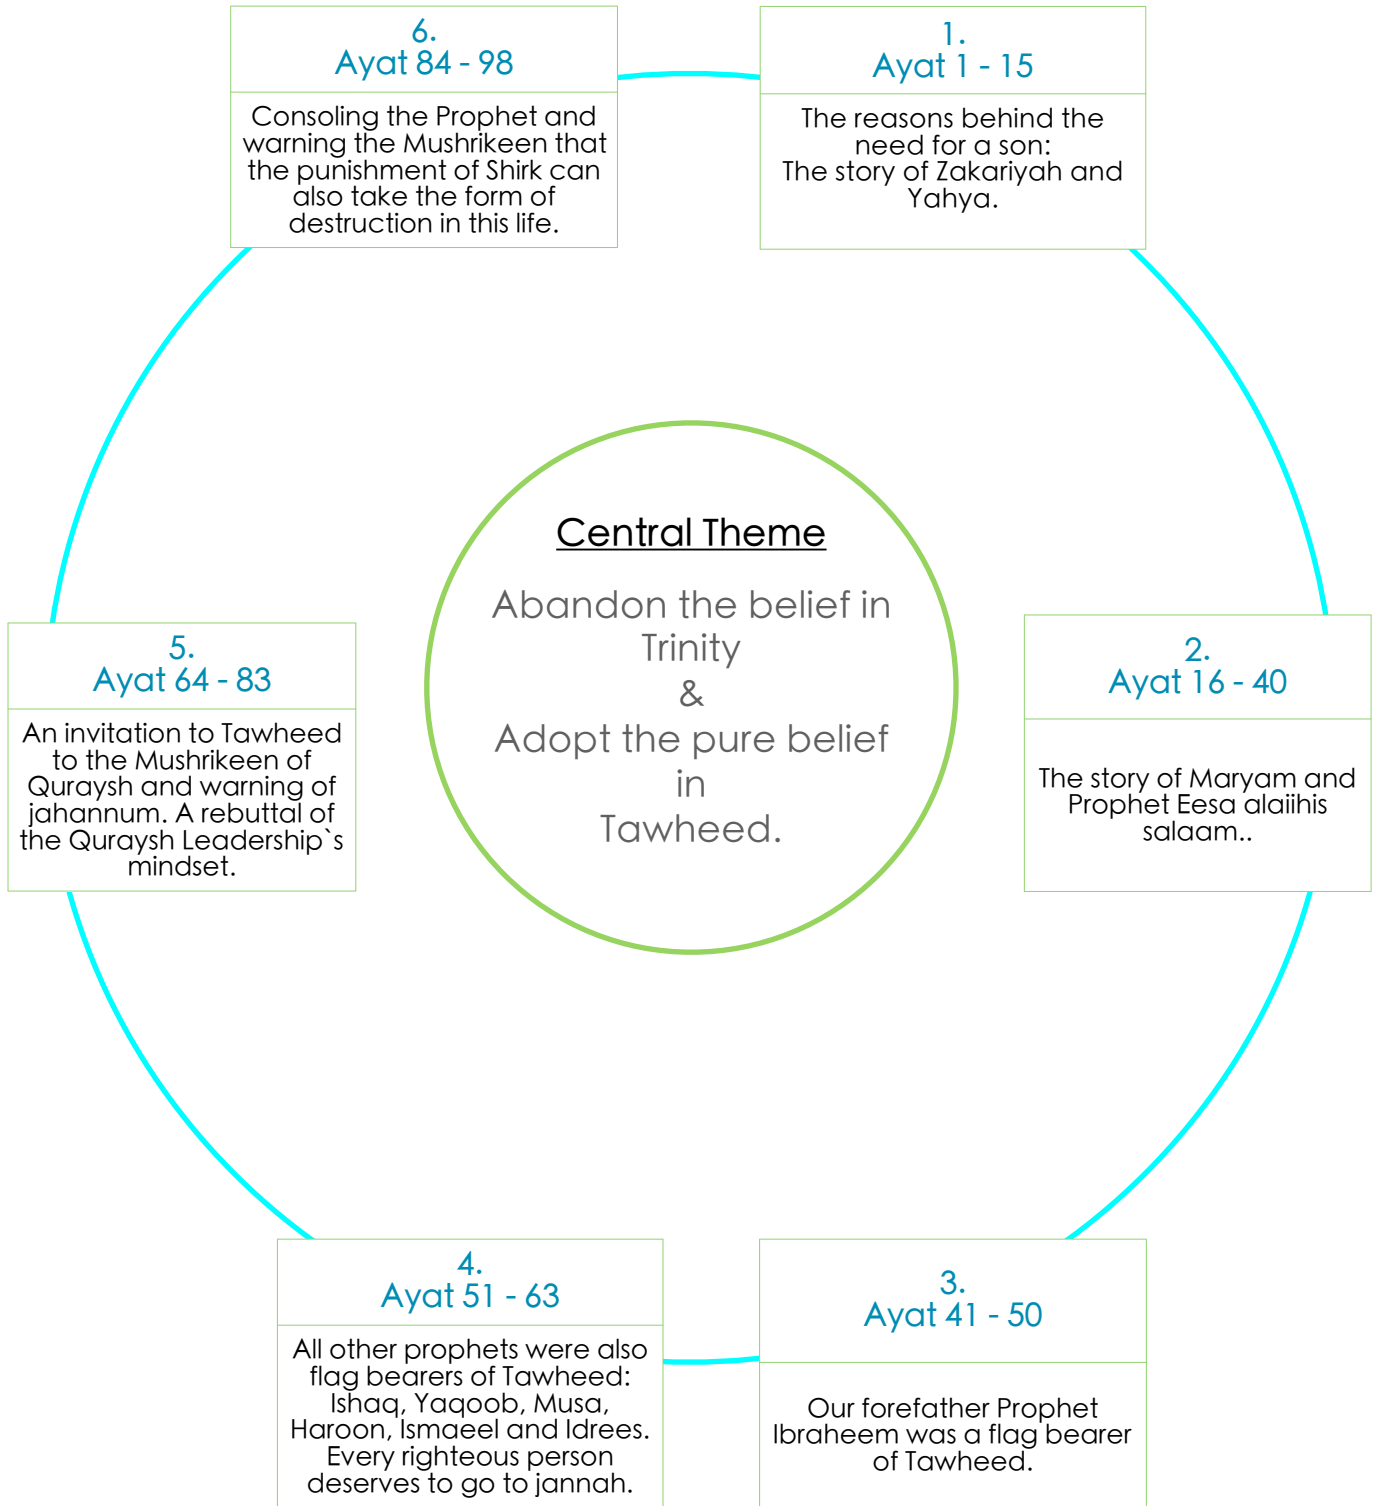 1.
Ayat 1 - 15
The reasons behind the
need for a son:
The story of Zakariyah and
Yahya.
2.
Ayat 16 - 40
The story of Maryam and
Prophet Eesa alaiihis
salaam..
3.
Ayat 41 - 50
Our forefather Prophet
Ibraheem was a flag bearer
of Tawheed.
4.
Ayat 51 - 63
All other prophets were also
flag bearers of Tawheed:
Ishaq, Yaqoob, Musa,
Haroon, Ismaeel and Idrees.
Every righteous person
deserves to go to jannah.
5.
Ayat 64 - 83
An invitation to Tawheed
to the Mushrikeen of
Quraysh and warning of
jahannum. A rebuttal of
the Quraysh Leadership`s
mindset.
6.
Ayat 84 - 98
Consoling the Prophet and
warning the Mushrikeen that
the punishment of Shirk can
also take the form of
destruction in this life.
Central Theme
Abandon the belief in
Trinity
&
Adopt the pure belief
in
Tawheed.